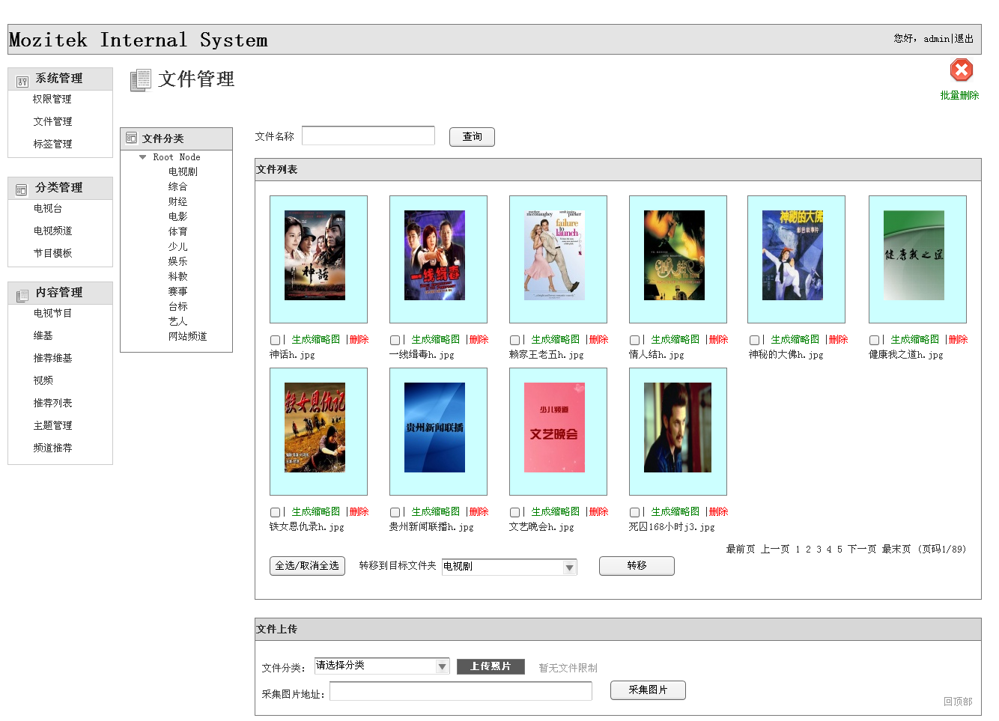 Mozitek Internal System
您好，admin|退出
系统管理
权限管理
文件管理
标签管理
分类管理
电视台
电视频道
节目模板
内容管理
电视节目
维基
推荐维基
视频
推荐列表
主题管理
频道推荐
文件管理
批量删除
文件分类
Root Node
电视剧
综合
财经
电影
体育
少儿
娱乐
科教
赛事
台标
艺人
网站频道
文件名称
查询
文件列表
神话
一线缉毒
failure to launch
神秘的大佛
彩色故事片
健康我之道
| 生成缩略图 |删除
神话h.jpg
| 生成缩略图 |删除
一线缉毒h.jpg
| 生成缩略图 |删除
赖家王老五h.jpg
| 生成缩略图 |删除
情人结h.jpg
| 生成缩略图 |删除
神秘的大佛h.jpg
| 生成缩略图 |删除
健康我之道h.jpg
铁女恩仇记
贵州新闻联播
少儿频道
文艺晚会
| 生成缩略图 |删除
铁女恩仇录h.jpg
| 生成缩略图 |删除
贵州新闻联播h.jpg
| 生成缩略图 |删除
文艺晚会h.jpg
| 生成缩略图 |删除
死囚168小时j3.jpg
最前页 上一页 1 2 3 4 5 下一页 最末页 (页码1/89)
全选/取消全选
转移到目标文件夹
电视剧
转移
文件上传
文件分类:
请选择分类
上传照片
暂无文件限制
采集图片地址:
采集图片
回顶部